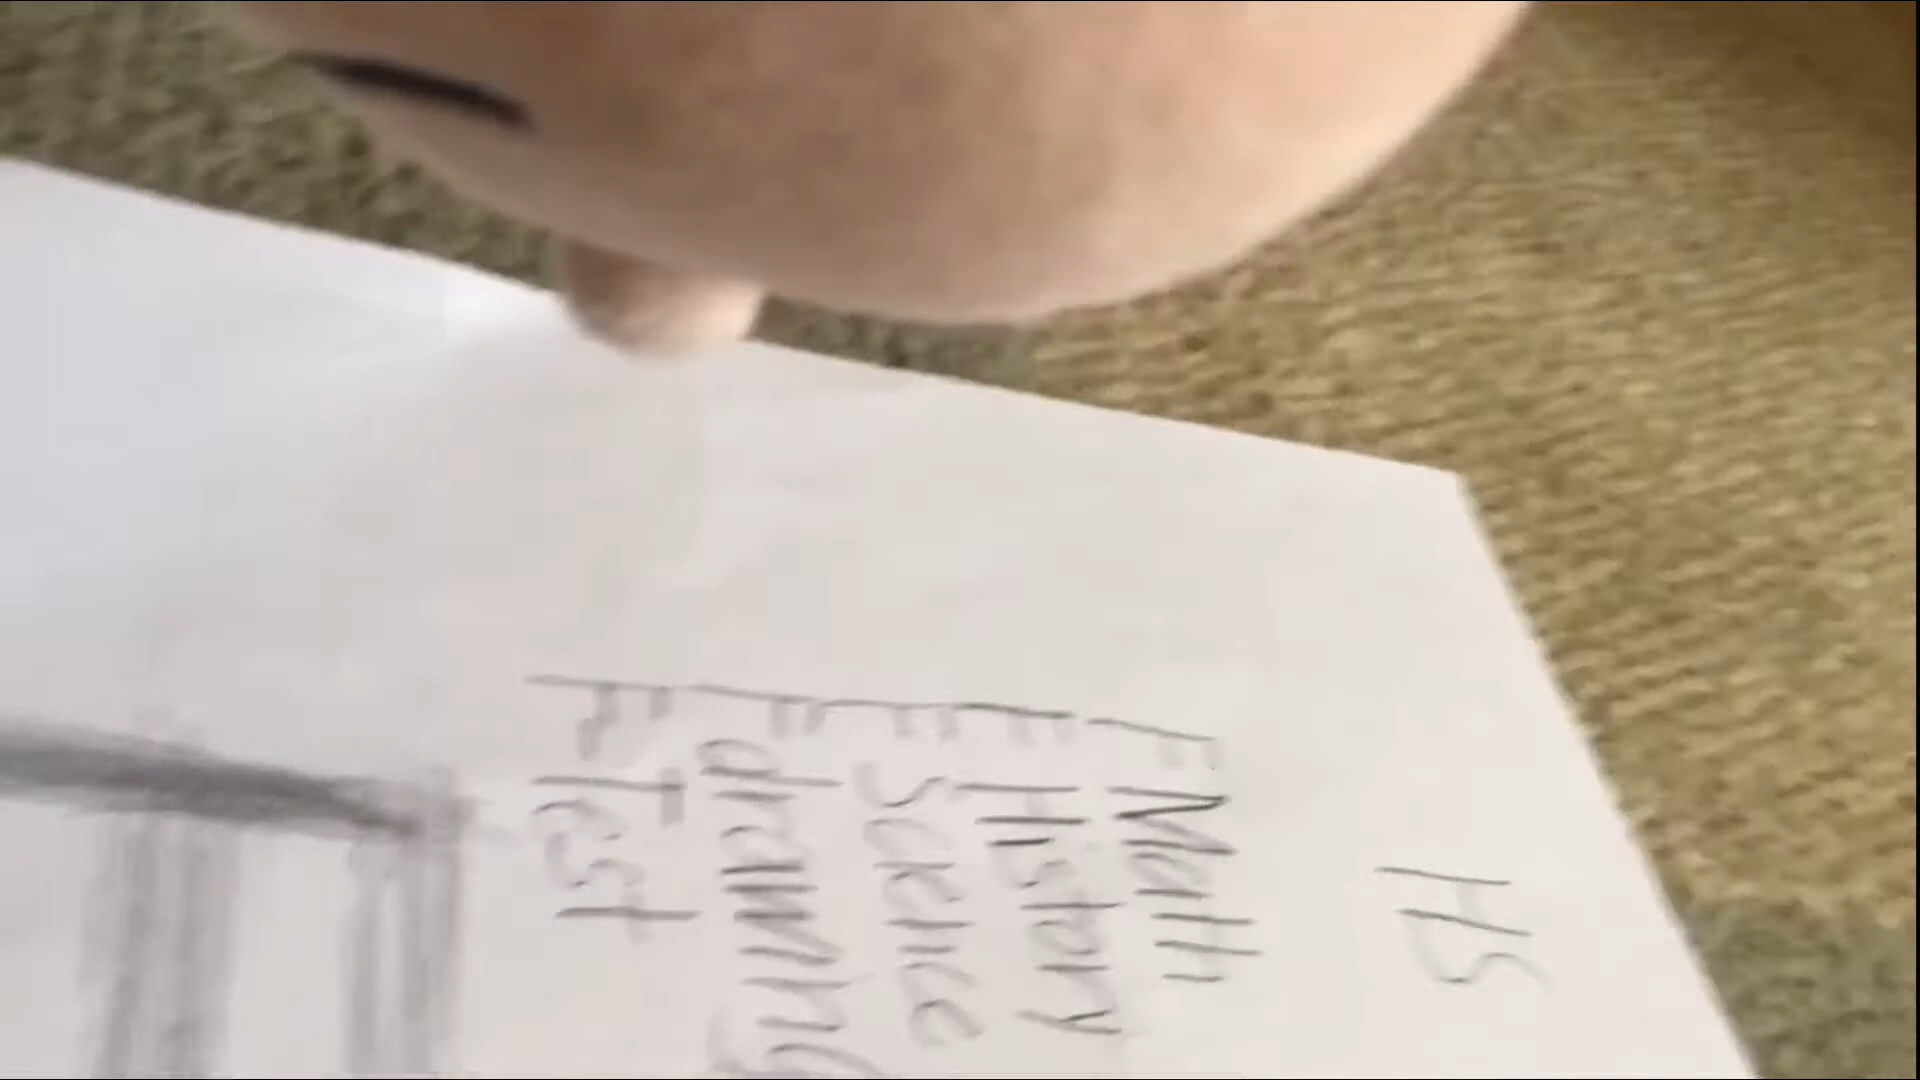 HS
F Math
F History
F Science
F drawing
F Test